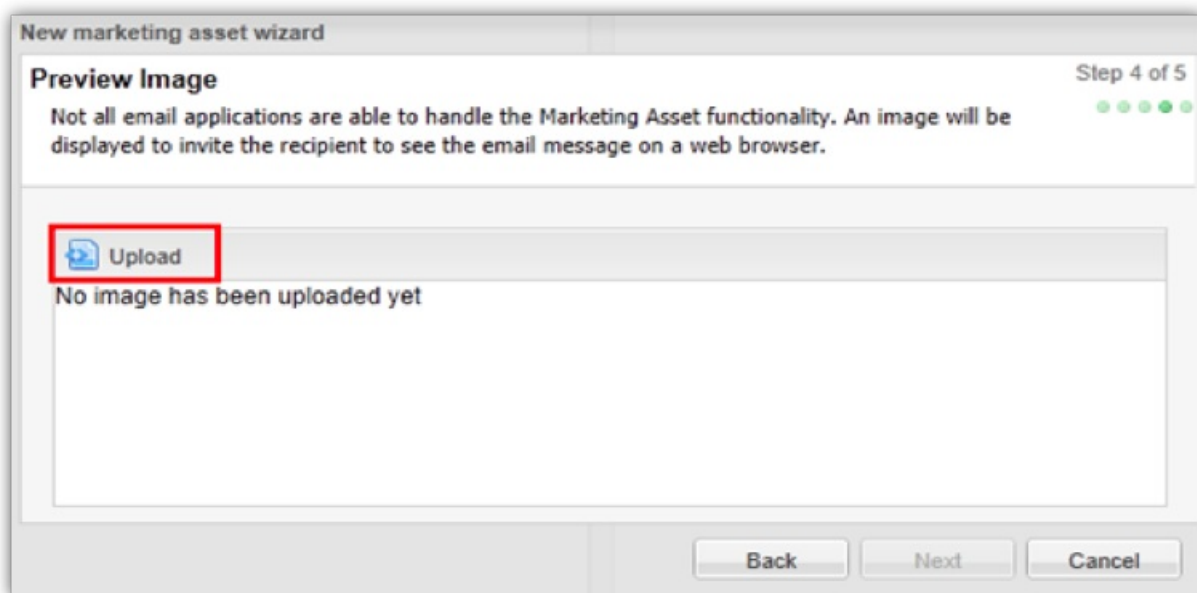 New marketing asset wizard
Preview Image
Step 4 of 5
Not all email applications are able to handle the Marketing Asset functionality. An image will be
displayed to invite the recipient to see the email message on a web browser.
Upload
No image has been uploaded yet
Back Next Cancel